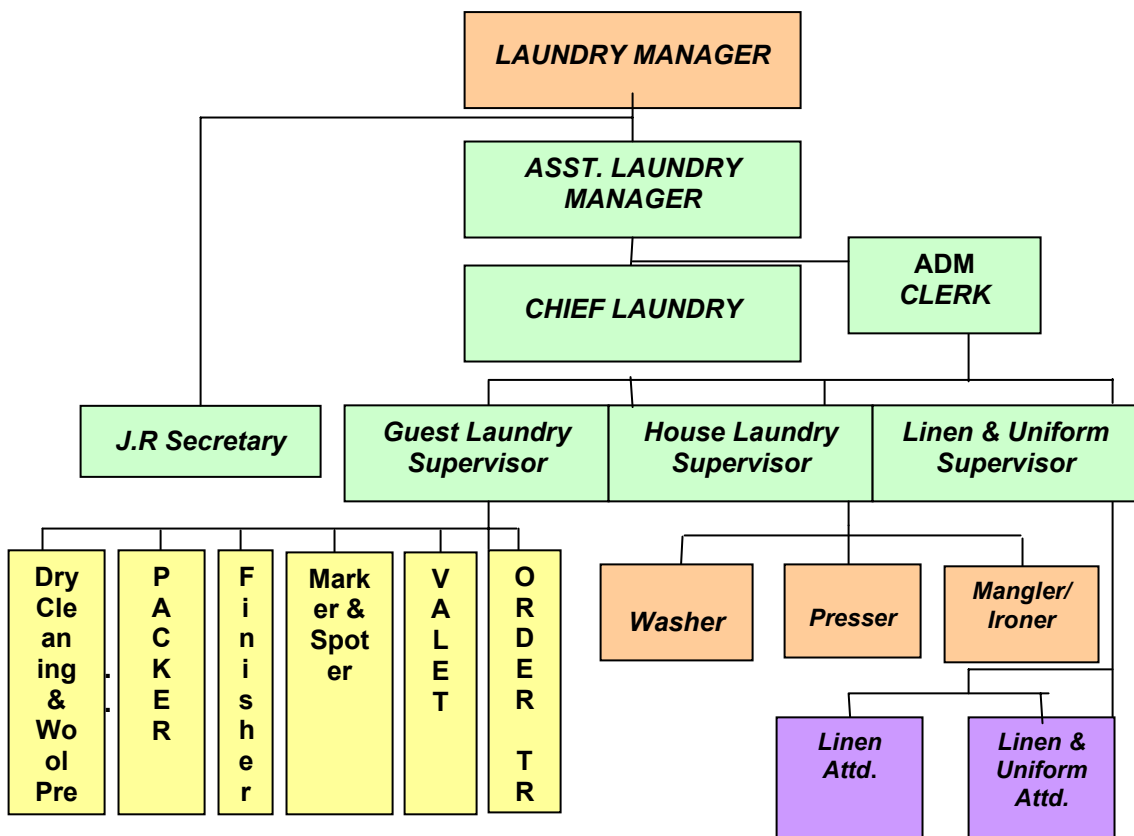 LAUNDRY MANAGER
ASST. LAUNDRY
MANAGER
ADM
CLERK
CHIEF LAUNDRY
J.R Secretary
Guest Laundry
Supervisor
House Laundry
Supervisor
Linen & Uniform
Supervisor
Dry
Cle
an
ing
&
Wo
ol
Pre
.
.
P
A
C
K
E
R
F
i
n
i
s
h
e
r
Mark
er &
Spot
er
V
A
L
E
T
O
R
D
E
R
T
R
Washer
Presser
Mangler/
Ironer
Linen
Attd.
Linen &
Uniform
Attd.